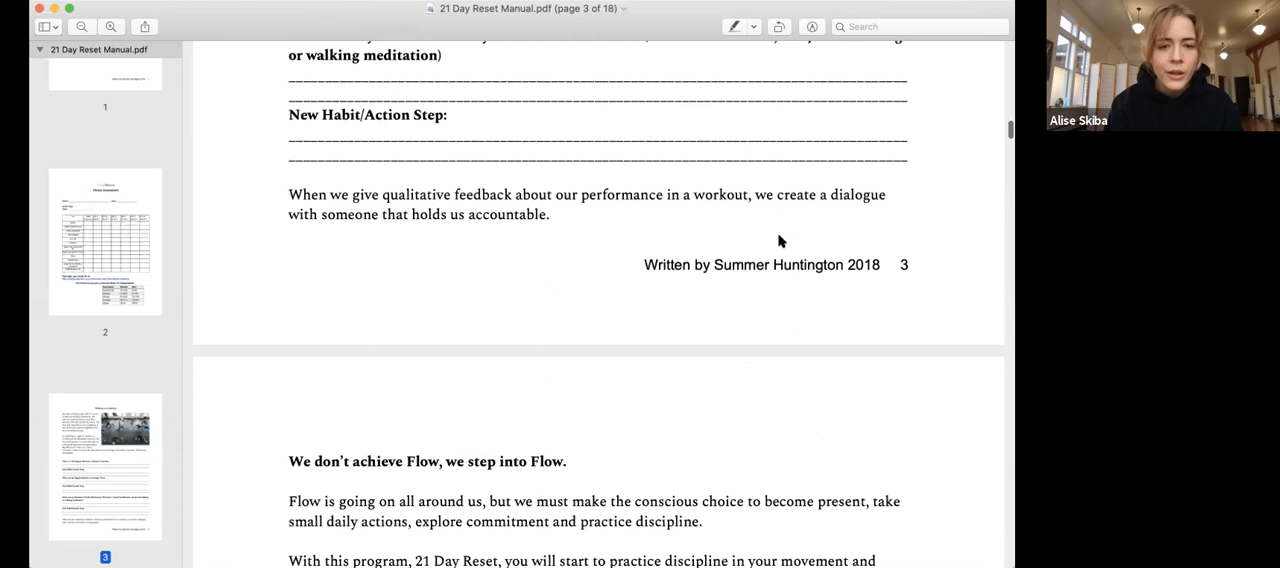 21 Day Reset Manual.pdf (page 3 of 18)
Search
21 Day Reset Manual.pdf
1
2
3
or walking meditation)
New Habit/Action Step:
When we give qualitative feedback about our performance in a workout, we create a dialogue
with someone that holds us accountable.
Written by Summer Huntington 2018 3
We don't achieve Flow, we step into Flow.
Flow is going on all around us, but we must make the conscious choice to become present, take
small daily actions, explore commitment and practice discipline.
With this program, 21 Day Reset, you will start to practice discipline in your movement and
Alise Skiba